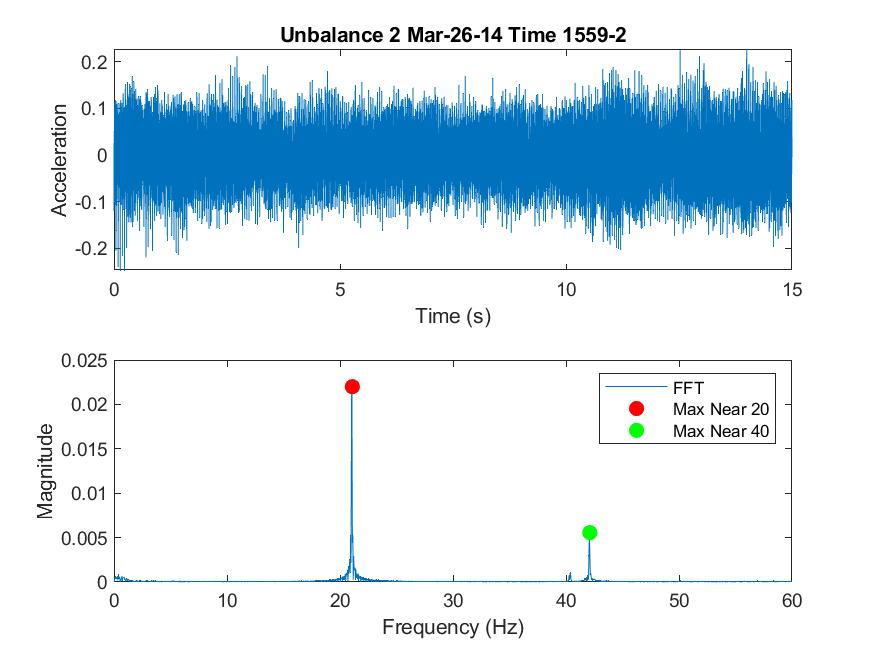 Unbalance 2 Mar-26-14 Time 1559-2
0.2
0.1
0
-0.1
-0.2
Acceleration
0 5 10 15
Time (s)
0.025
0.02
0.015
0.01
0.005
0
Magnitude
FFT
Max Near 20
Max Near 40
0 10 20 30 40 50 60
Frequency (Hz)